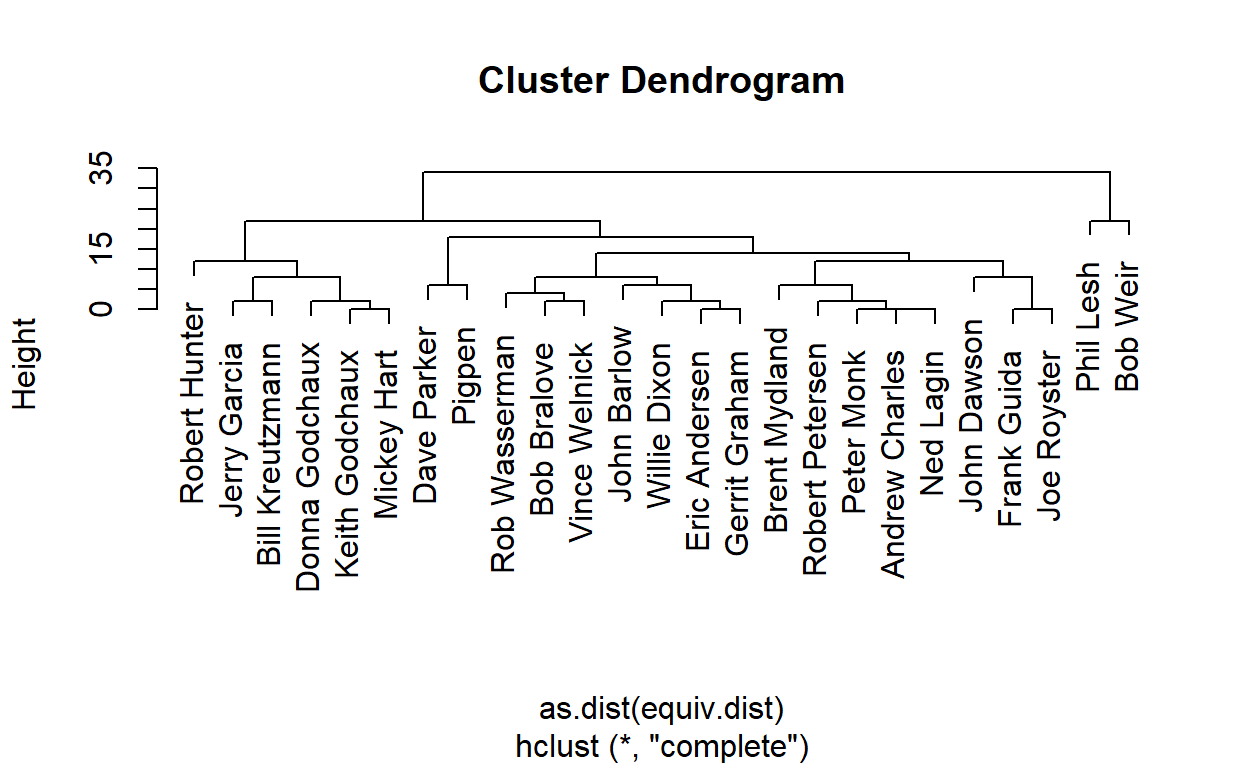 Cluster Dendrogram
Height
35
15
0
Robert Hunter
Jerry Garcia
Bill Kreutzmann
Donna Godchaux
Keith Godchaux
Mickey Hart
Dave Parker
Pigpen
Rob Wasserman
Bob Bralove
Vince Welnick
John Barlow
Willie Dixon
Eric Andersen
Gerrit Graham
Brent Mydland
Robert Petersen
Peter Monk
Andrew Charles
Ned Lagin
John Dawson
Frank Guida
Joe Royster
Phil Lesh
Bob Weir
as.dist(equiv.dist)
hclust (*, "complete")